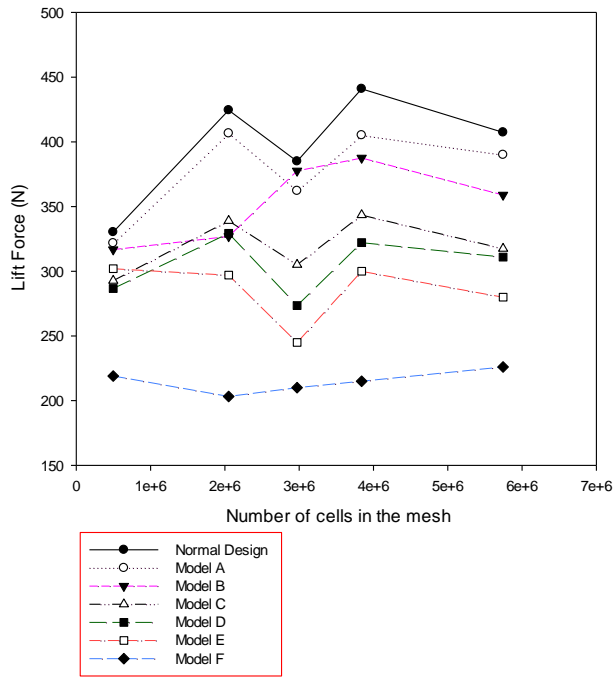 500
450
400
350
300
250
200
150
Lift Force (N)
0 1e+6 2e+6 3e+6 4e+6 5e+6 6e+6 7e+6
Number of cells in the mesh
Normal Design
Model A
Model B
Model C
Model D
Model E
Model F